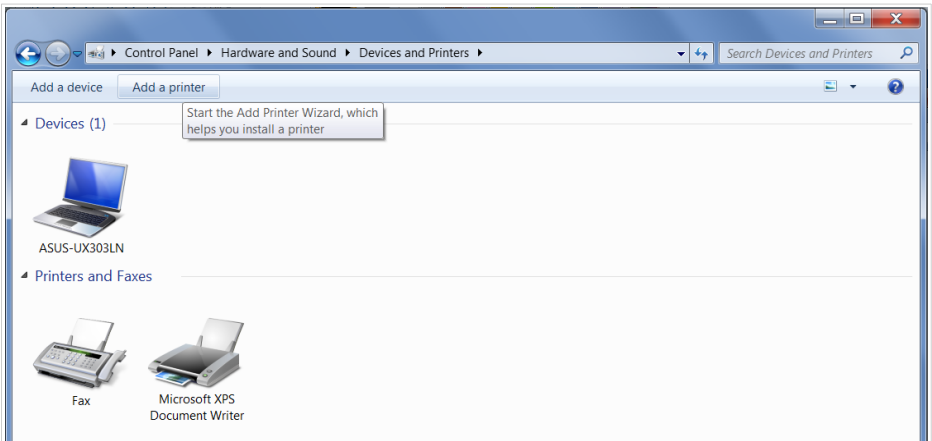 Control Panel Hardware and Sound Devices and Printers Search Devices and Printers
Add a device Add a printer
Start the Add Printer Wizard, which
helps you install a printer
Devices (1)
ASUS-UX303LN
Printers and Faxes
Fax
Microsoft XPS
Document Writer